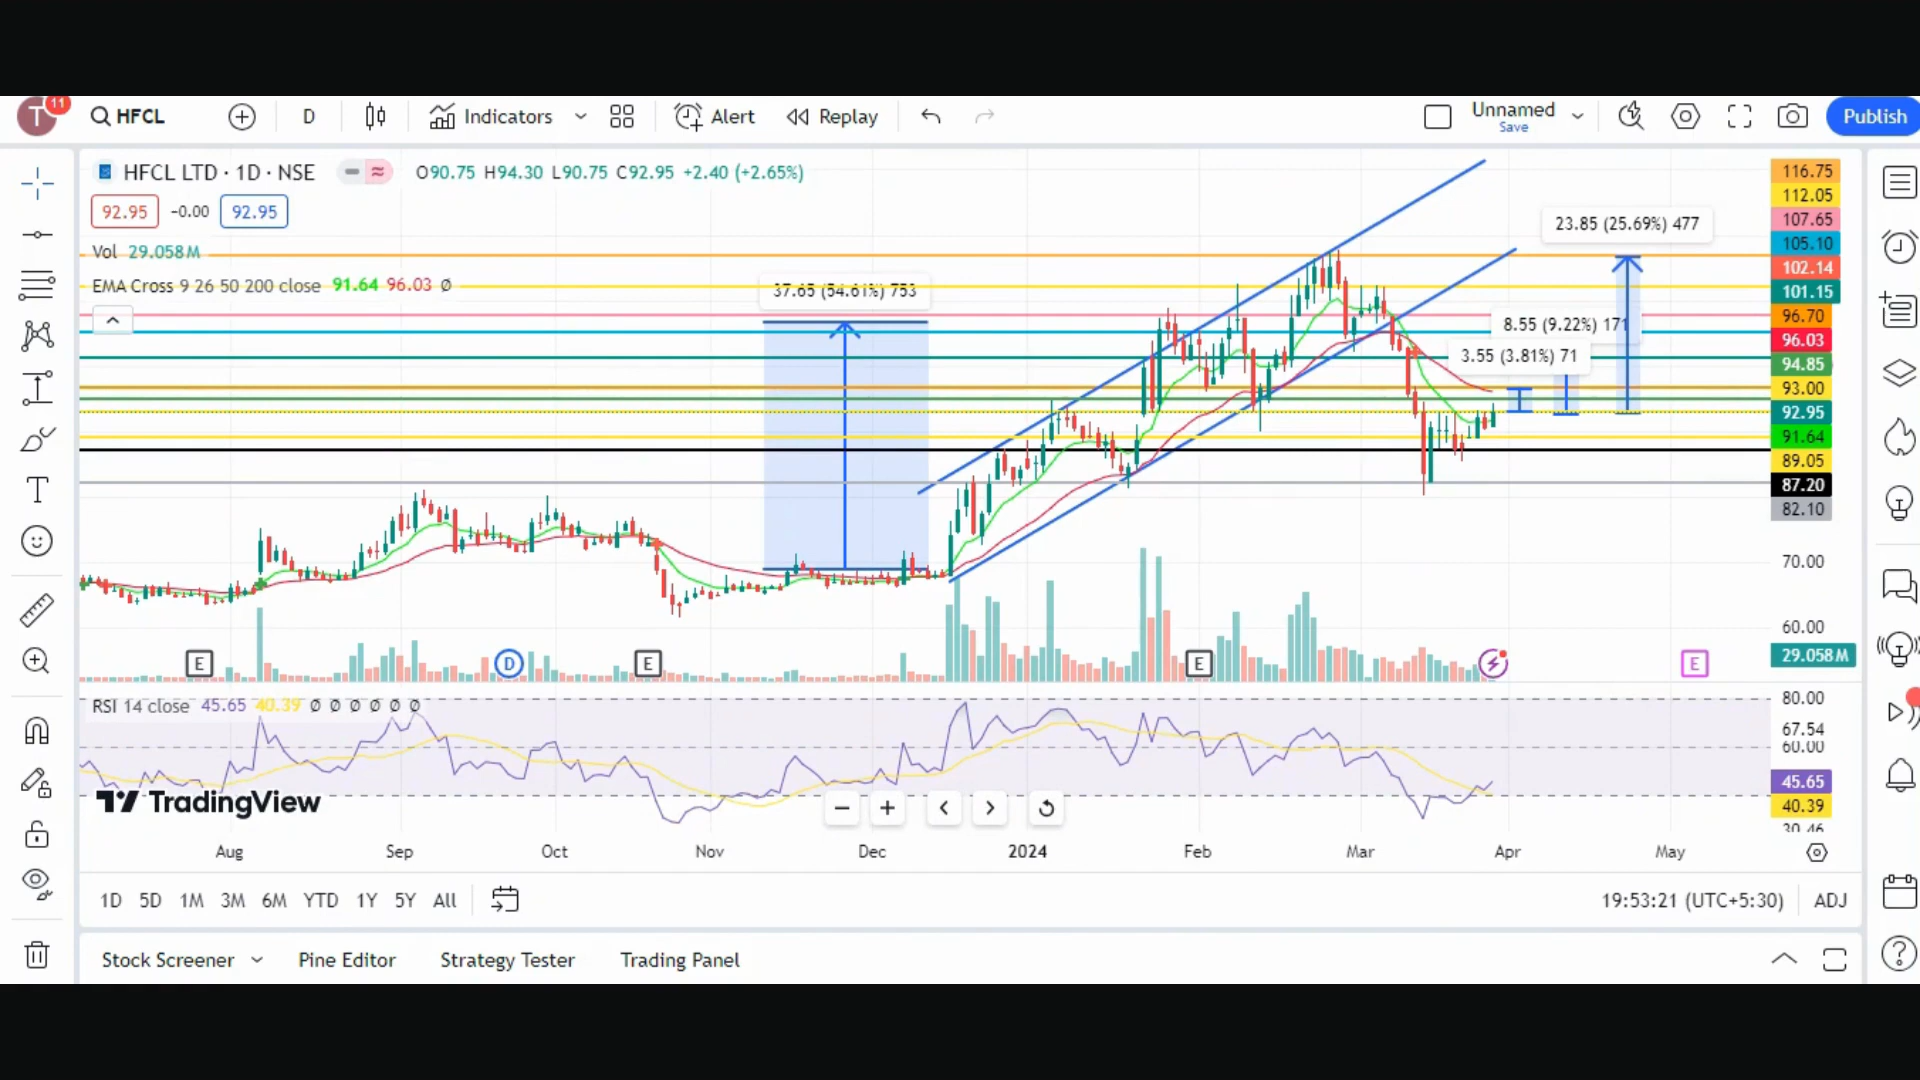 T 11 HFCL D Indicators Alert Replay Unnamed Save Publish
HFCL LTD · 1D · NSE O90.75 H94.30 L90.75 C92.95 +2.40 (+2.65%)
92.95 -0.00 92.95
Vol 29.058M
EMA Cross 9 26 50 200 close 91.64 96.03 Ø
37.65 (54.61%) 753
23.85 (25.69%) 477
8.55 (9.22%) 171
3.55 (3.81%) 71
116.75
112.05
107.65
105.10
102.14
101.15
96.70
96.03
94.85
93.00
92.95
91.64
89.05
87.20
82.10
70.00
60.00
29.058M
E D E E E
RSI 14 close 45.65 40.39 Ø Ø Ø Ø Ø Ø
80.00
67.54
60.00
45.65
40.39
30.46
TradingView
Aug Sep Oct Nov Dec 2024 Feb Mar Apr May
1D 5D 1M 3M 6M YTD 1Y 5Y All 19:53:21 (UTC+5:30) ADJ
Stock Screener Pine Editor Strategy Tester Trading Panel